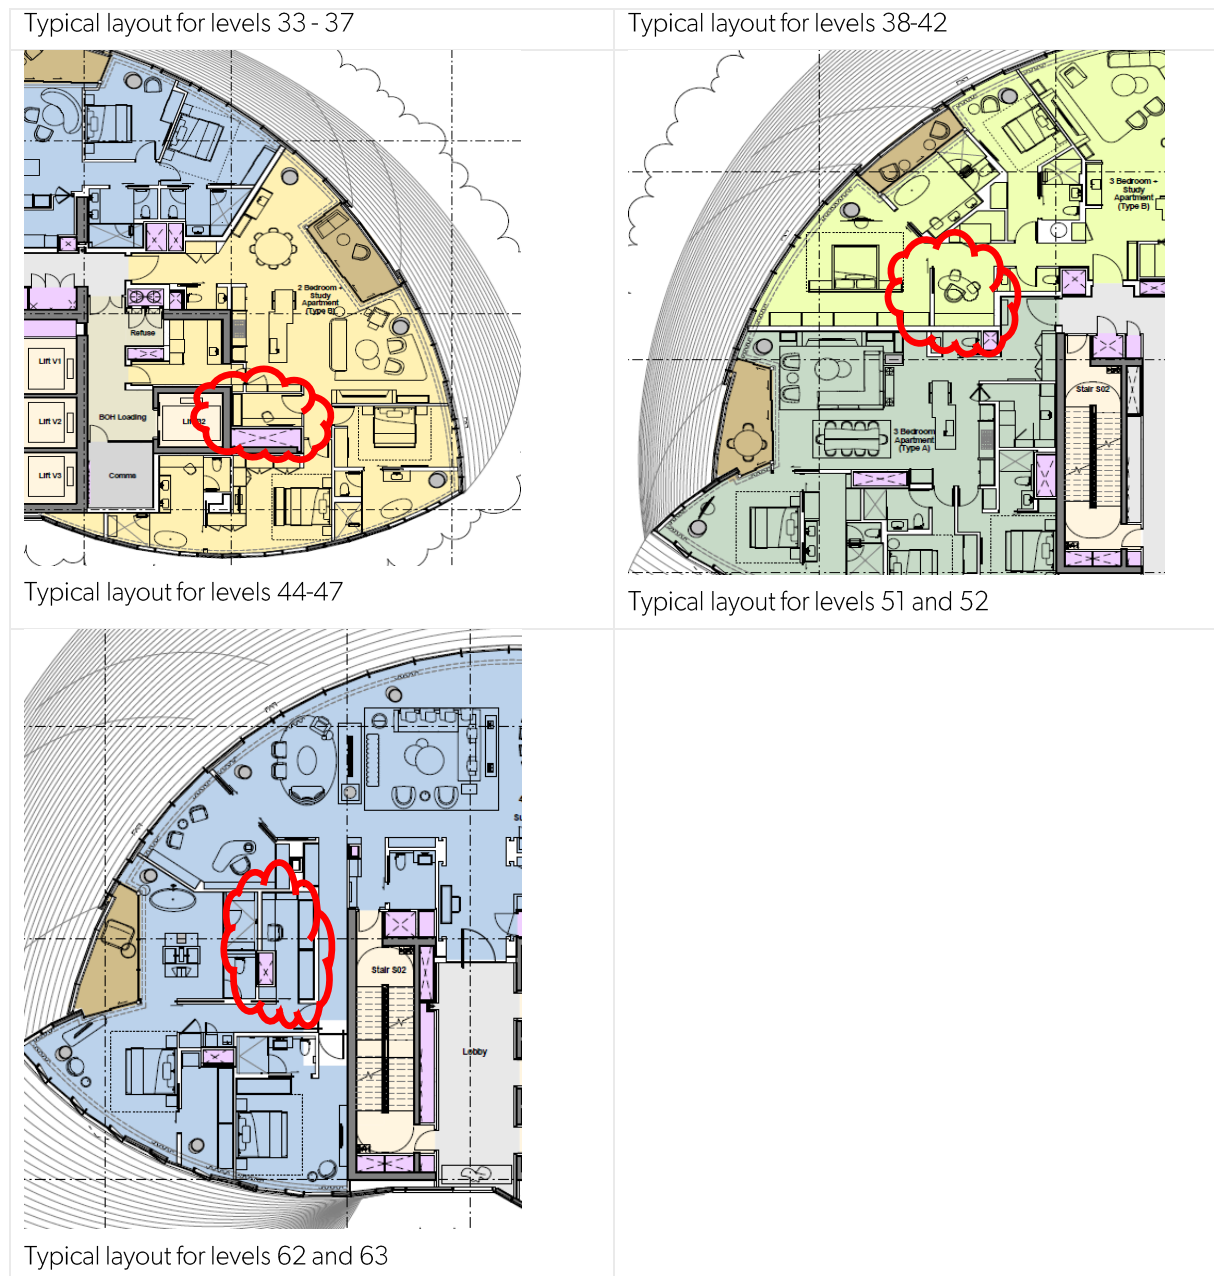 Typical layout for levels 33 - 37
Typical layout for levels 38-42
2 Bedroom +
Study
Apartment
(Type B)
Refuse
Lift V1
Lift V2
Lift V3
BOH Loading
Comms
3 Bedroom +
Study
Apartment
(Type B)
Stair S02
3 Bedroom
Apartment
(Type A)
Typical layout for levels 44-47
Typical layout for levels 51 and 52
Stair S02
Lobby
Typical layout for levels 62 and 63